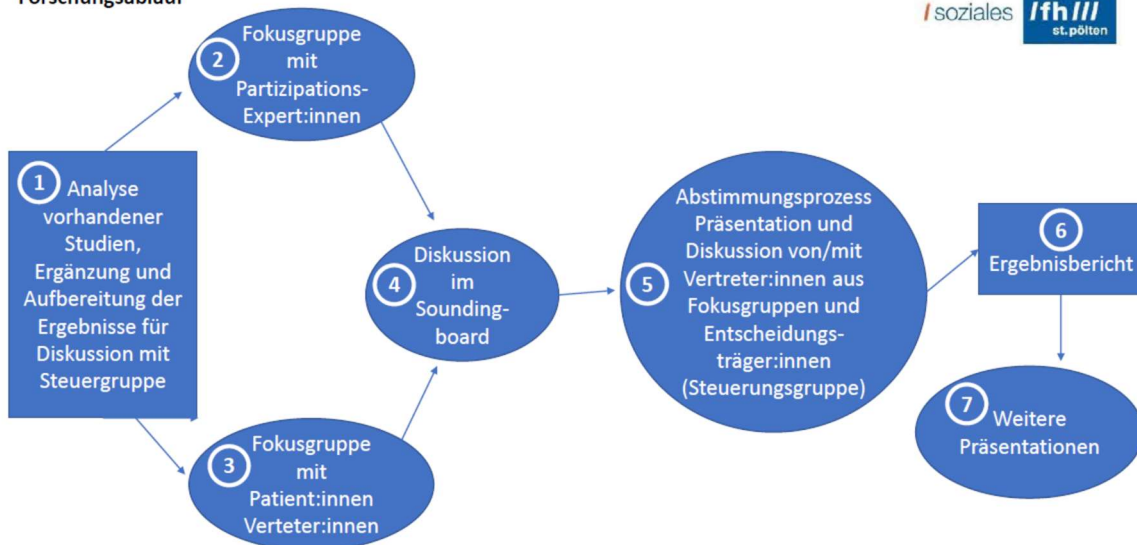 Forschungsablauf
/ soziales
/fh///
st.pölten
1
Analyse
vorhandener
Studien,
Ergänzung und
Aufbereitung der
Ergebnisse für
Diskussion mit
Steuergruppe
2
Fokusgruppe
mit
Partizipations-
Expert:innen
3
Fokusgruppe
mit
Patient:innen
Verteter:innen
4
Diskussion
im
Sounding-
board
5
Abstimmungsprozess
Präsentation und
Diskussion von/mit
Vertreter:innen aus
Fokusgruppen und
Entscheidungs-
träger:innen
(Steuerungsgruppe)
6
Ergebnisbericht
7
Weitere
Präsentationen